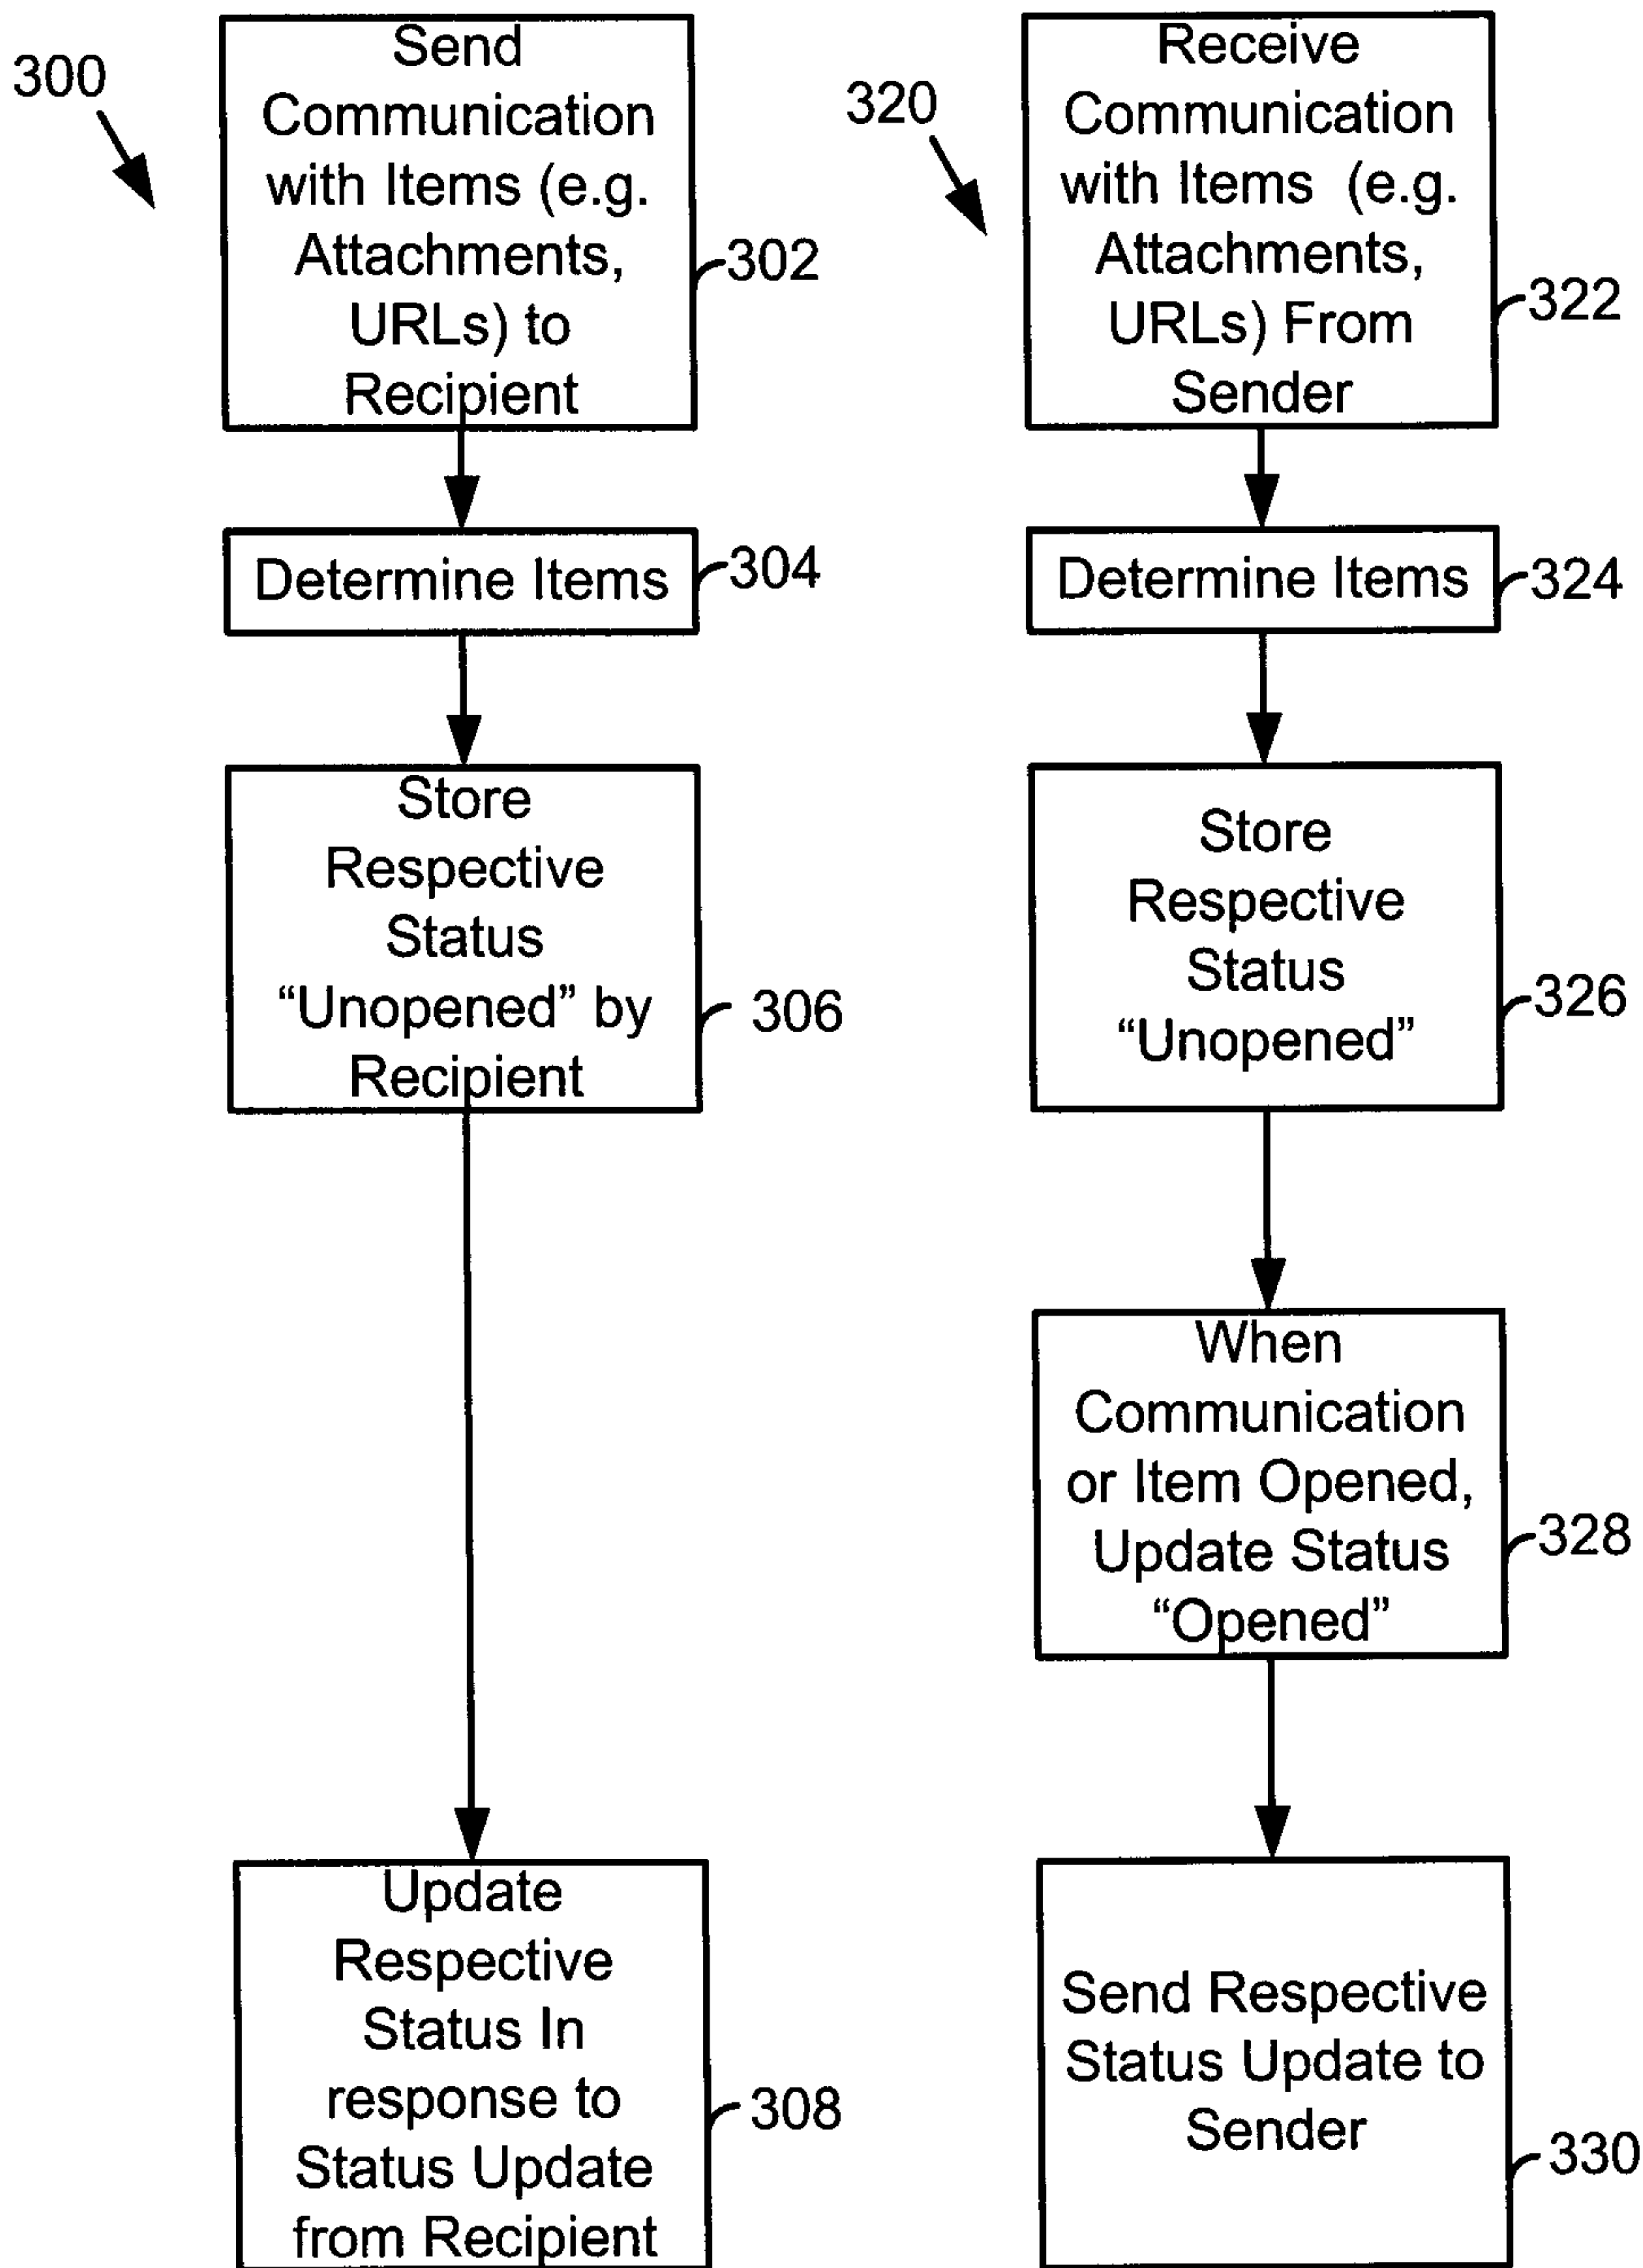 300
Send
Communication
with Items (e.g.
Attachments,
URLs) to
Recipient
302
Determine Items
304
Store
Respective
Status
“Unopened” by
Recipient
306
Update
Respective
Status In
response to
Status Update
from Recipient
308
320
Receive
Communication
with Items (e.g.
Attachments,
URLs) From
Sender
322
Determine Items
324
Store
Respective
Status
“Unopened”
326
When
Communication
or Item Opened,
Update Status
“Opened”
328
Send Respective
Status Update to
Sender
330